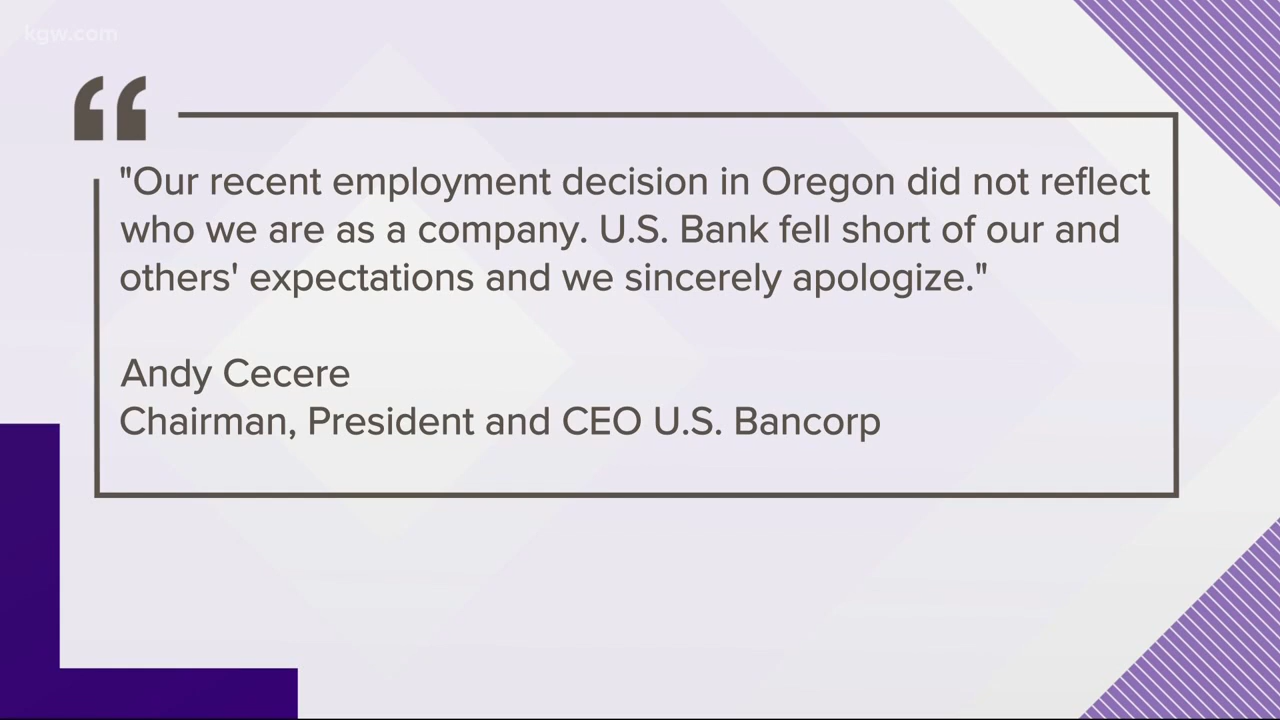 kgw.com
“
"Our recent employment decision in Oregon did not reflect
who we are as a company. U.S. Bank fell short of our and
others' expectations and we sincerely apologize."
Andy Cecere
Chairman, President and CEO U.S. Bancorp